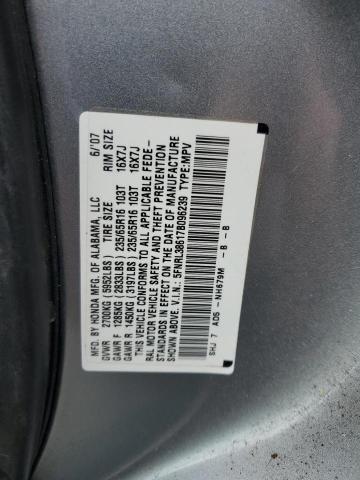 MFD. BY HONDA MFG. OF ALABAMA, LLC 6/'07
GVWR 2700KG (5952LBS) TIRE SIZE RIM SIZE
GAWR F 1285KG (2833LBS) 235/65R16 103T 16X7J
GAWR R 1450KG (3197LBS) 235/65R16 103T 16X7J
THIS VEHICLE CONFORMS TO ALL APPLICABLE FEDE-
RAL MOTOR VEHICLE SAFETY AND THEFT PREVENTION
STANDARDS IN EFFECT ON THE DATE OF MANUFACTURE
SHOWN ABOVE. V.I.N.: 5FNRL38617B096239 TYPE:MPV
SHJ 7 AD5 -NH679M -B -B